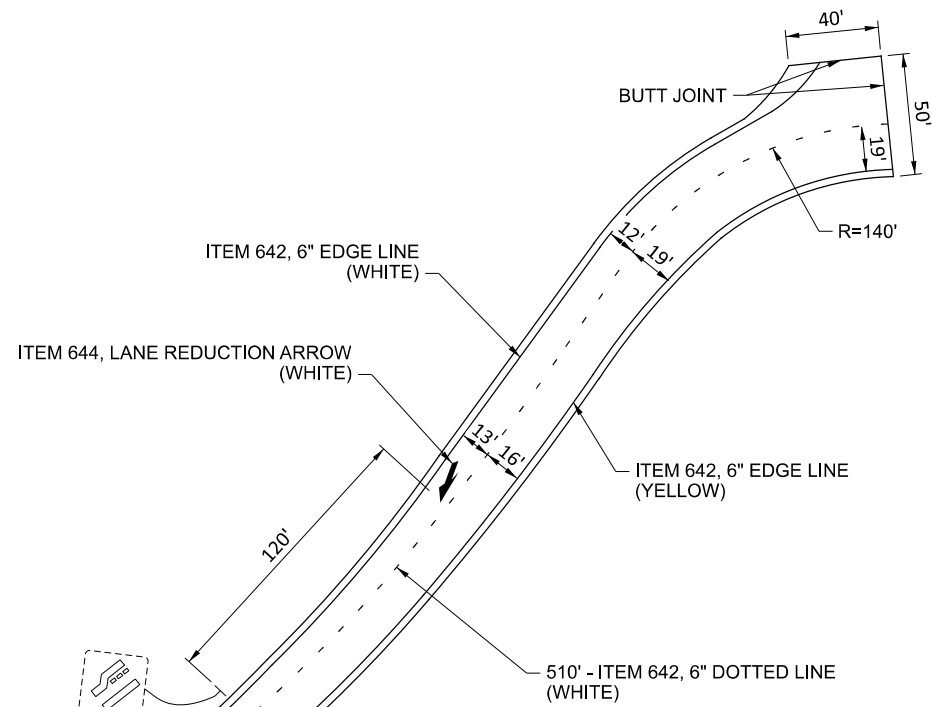 40'
BUTT JOINT
50'
19'
R=140'
12'
19'
ITEM 642, 6" EDGE LINE
(WHITE)
ITEM 644, LANE REDUCTION ARROW
(WHITE)
13'
16'
ITEM 642, 6" EDGE LINE
(YELLOW)
120'
510' - ITEM 642, 6" DOTTED LINE
(WHITE)